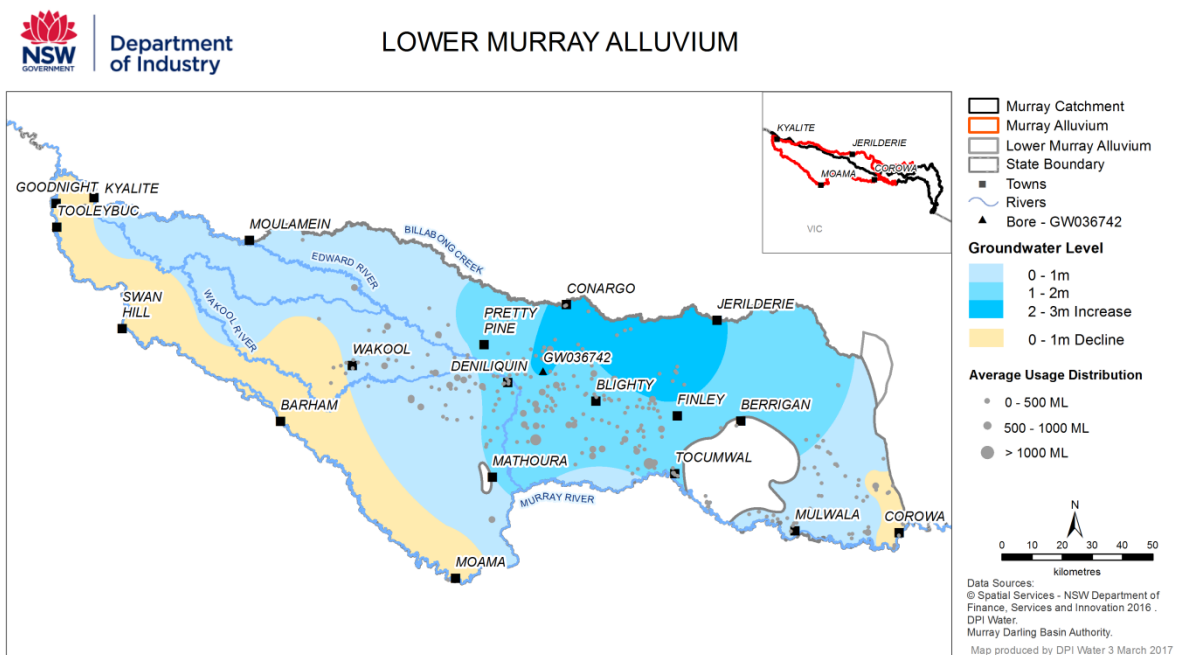 NSW
GOVERNMENT
Department
of Industry
LOWER MURRAY ALLUVIUM
KYALITE
JERILDERIE
COROWA
MOAMA
VIC
GOODNIGHT
KYALITE
TOOLEYBUC
MOULAMEIN
BILLABONG CREEK
EDWARD RIVER
SWAN
HILL
WAKOOL RIVER
CONARGO
JERILDERIE
PRETTY
PINE
WAKOOL
GW036742
DENILIQUIN
BLIGHTY
BARHAM
FINLEY
BERRIGAN
MATHOURA
TOCUMWAL
MURRAY RIVER
MULWALA
COROWA
MOAMA
Murray Catchment
Murray Alluvium
Lower Murray Alluvium
State Boundary
Towns
Rivers
Bore - GW036742
Groundwater Level
0 - 1m
1 - 2m
2 - 3m Increase
0 - 1m Decline
Average Usage Distribution
0 - 500 ML
500 - 1000 ML
> 1000 ML
N
0 10 20 30 40 50
kilometres
Data Sources:
© Spatial Services - NSW Department of
Finance, Services and Innovation 2016 .
DPI Water.
Murray Darling Basin Authority.
Map produced by DPI Water 3 March 2017